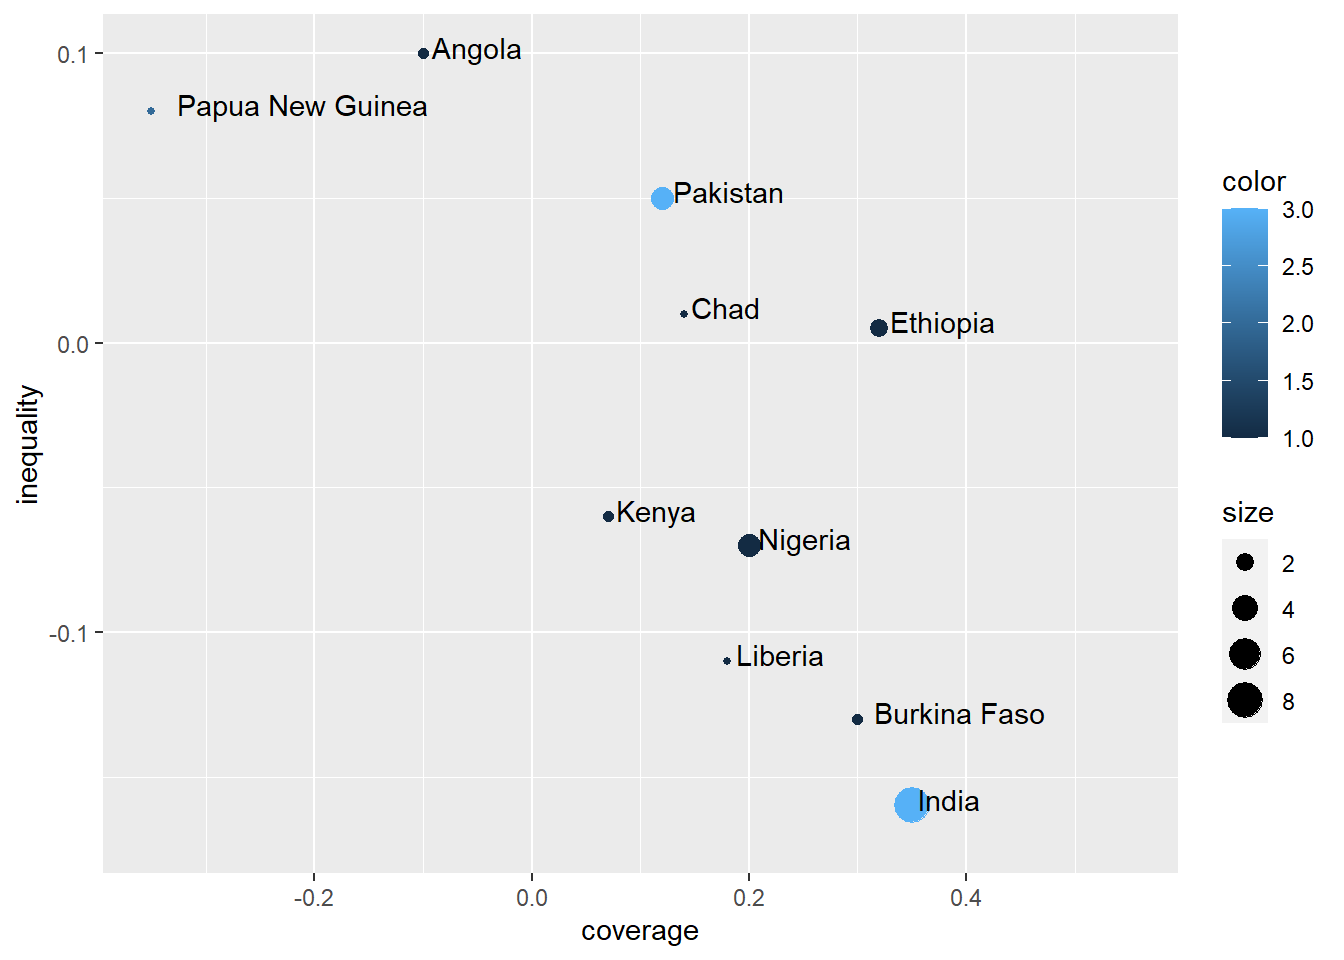 0.1
0.0
-0.1
inequality
Angola
Papua New Guinea
Pakistan
Chad
Ethiopia
Kenya
Nigeria
Liberia
Burkina Faso
India
-0.2
0.0
0.2
0.4
coverage
color
3.0
2.5
2.0
1.5
1.0
size
2
4
6
8